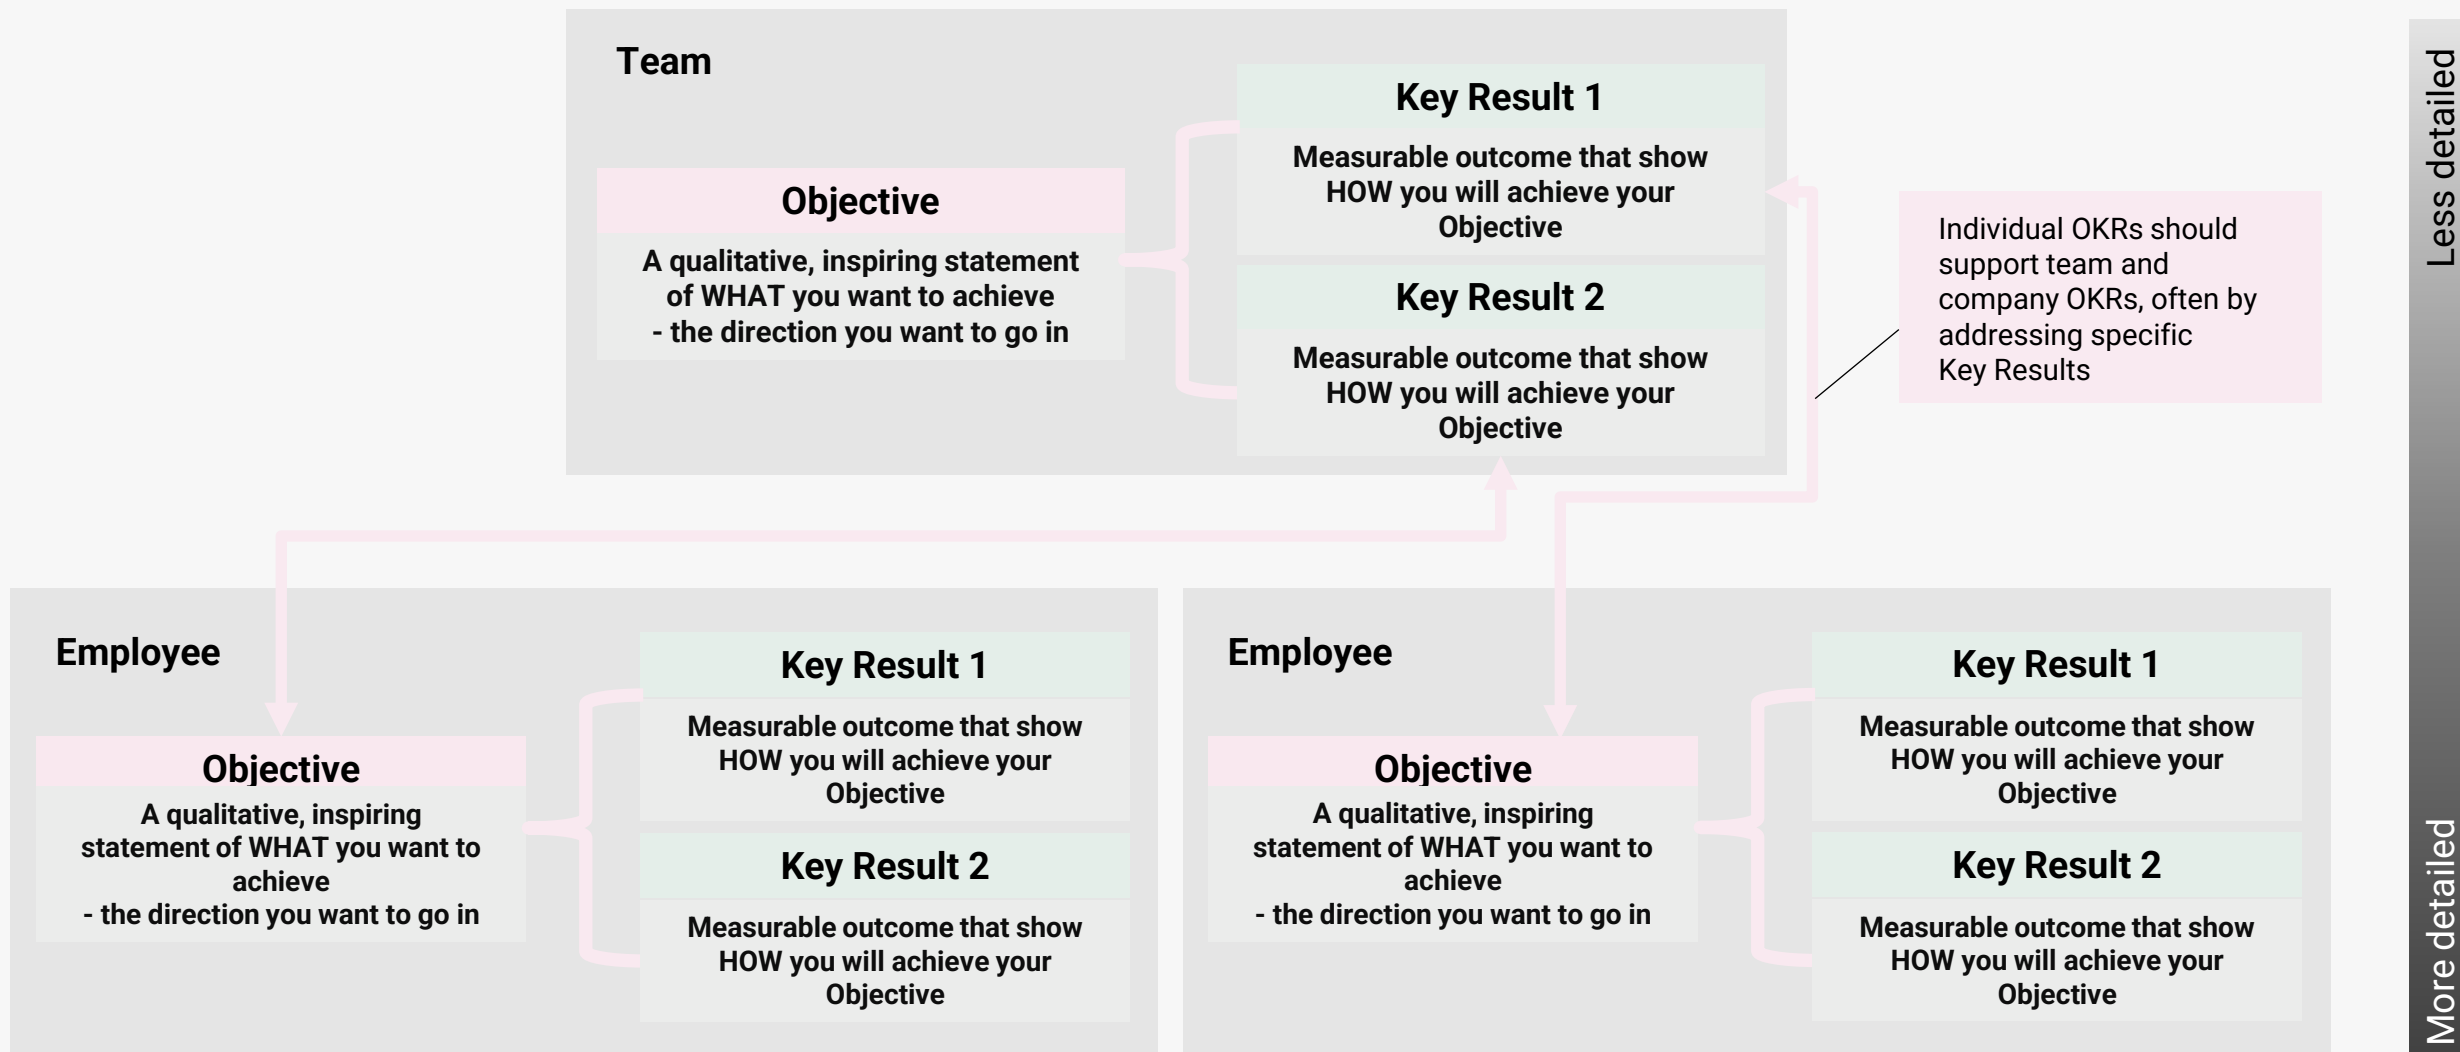 Team
Objective
A qualitative, inspiring statement
of WHAT you want to achieve
- the direction you want to go in
Key Result 1
Measurable outcome that show
HOW you will achieve your
Objective
Key Result 2
Measurable outcome that show
HOW you will achieve your
Objective
Individual OKRs should
support team and
company OKRs, often by
addressing specific
Key Results
Less detailed
Employee
Objective
A qualitative, inspiring
statement of WHAT you want to
achieve
- the direction you want to go in
Key Result 1
Measurable outcome that show
HOW you will achieve your
Objective
Key Result 2
Measurable outcome that show
HOW you will achieve your
Objective
Employee
Objective
A qualitative, inspiring
statement of WHAT you want to
achieve
- the direction you want to go in
Key Result 1
Measurable outcome that show
HOW you will achieve your
Objective
Key Result 2
Measurable outcome that show
HOW you will achieve your
Objective
More detailed